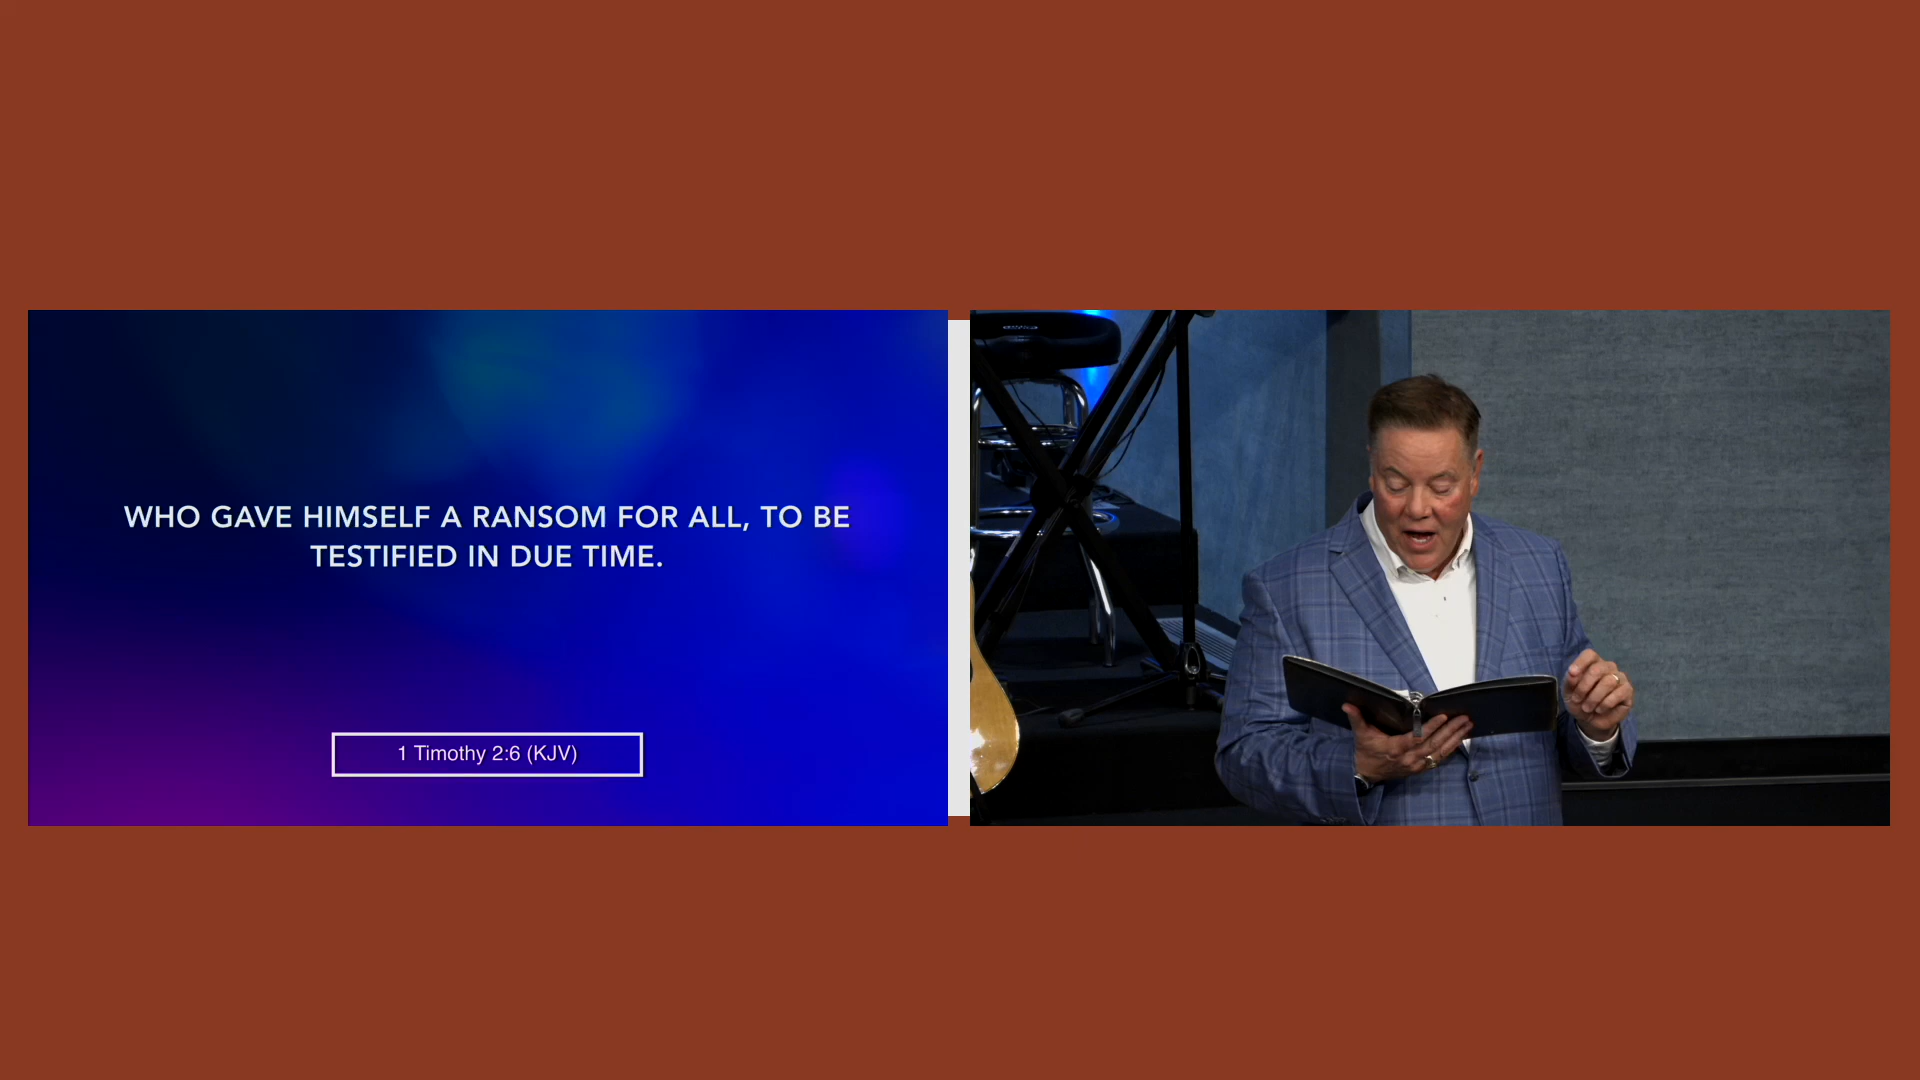 WHO GAVE HIMSELF A RANSOM FOR ALL, TO BE
TESTIFIED IN DUE TIME.
1 Timothy 2:6 (KJV)